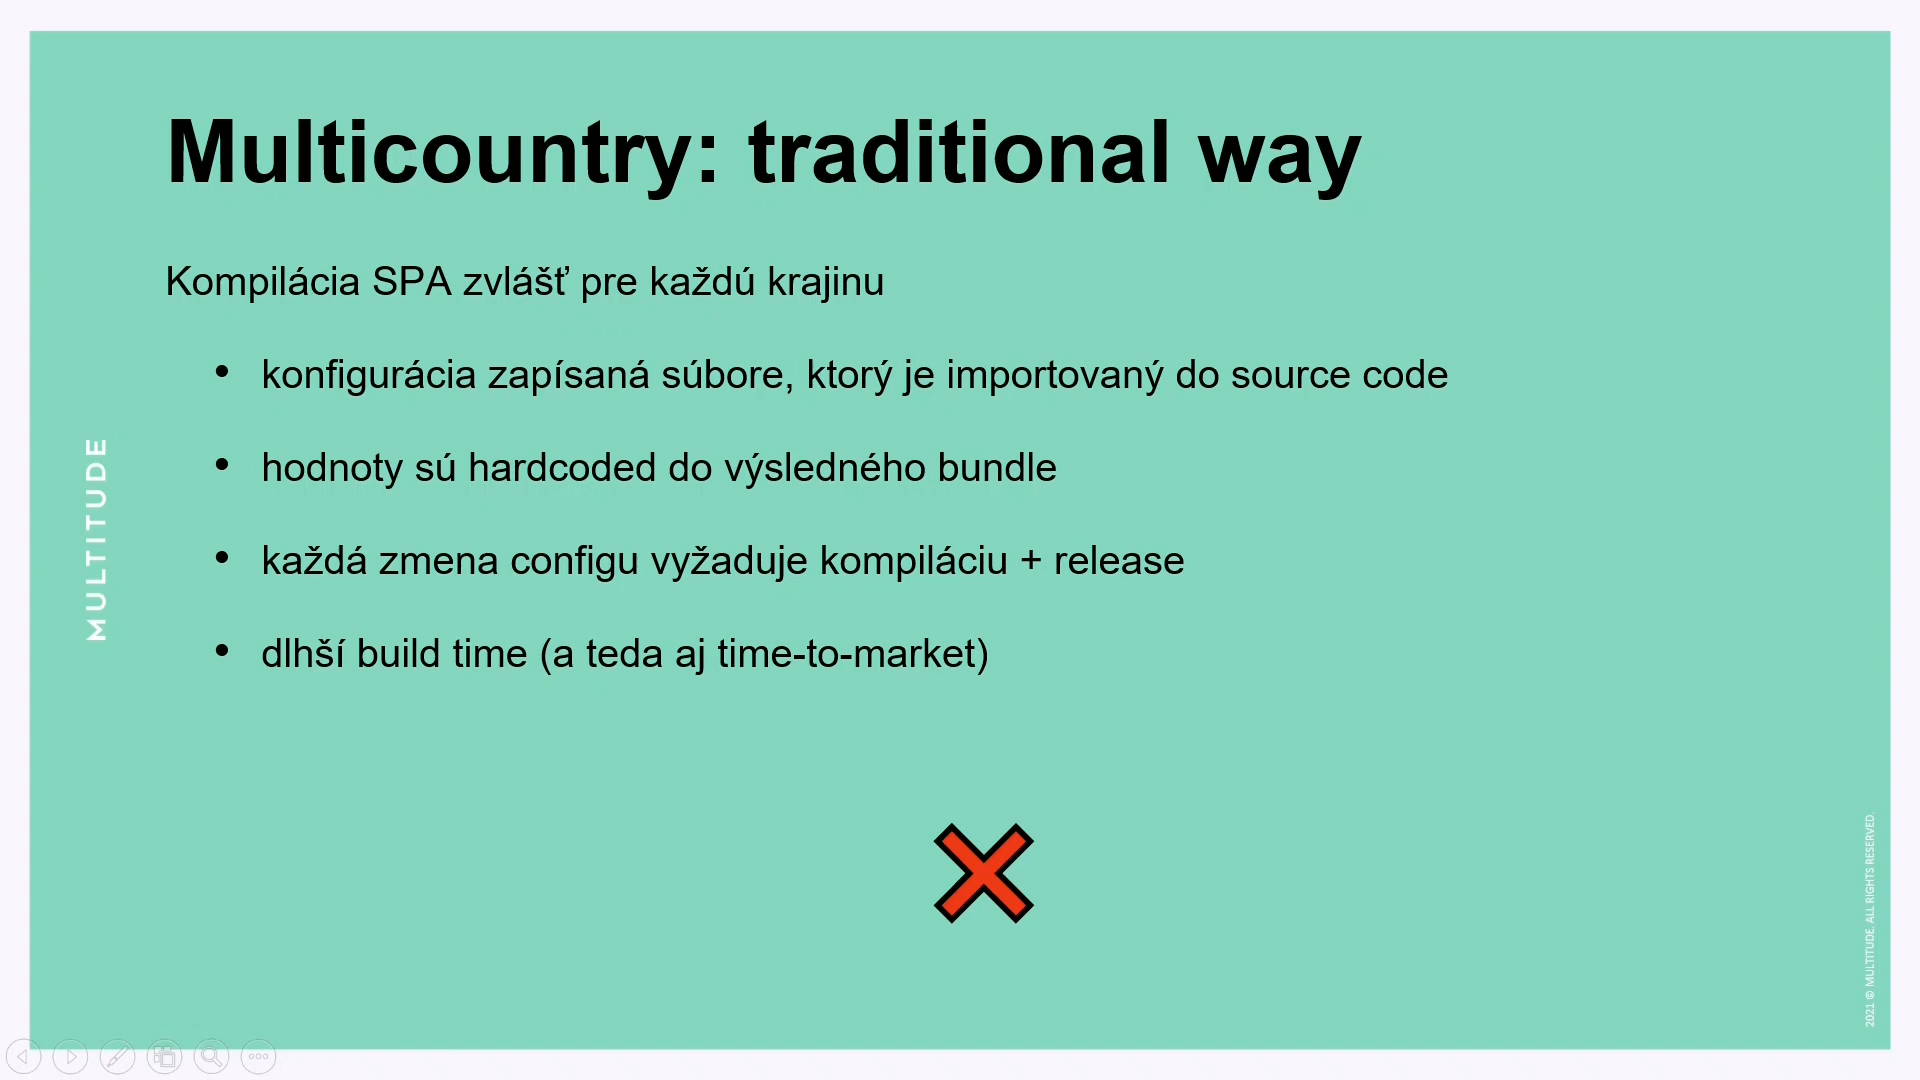 Multicountry: traditional way
Kompilácia SPA zvlášť pre každú krajinu
• konfigurácia zapísaná súbore, ktorý je importovaný do source code
• hodnoty sú hardcoded do výsledného bundle
• každá zmena configu vyžaduje kompiláciu + release
• dlhší build time (a teda aj time-to-market)
MULTITUDE
2021 © MULTITUDE. ALL RIGHTS RESERVED.